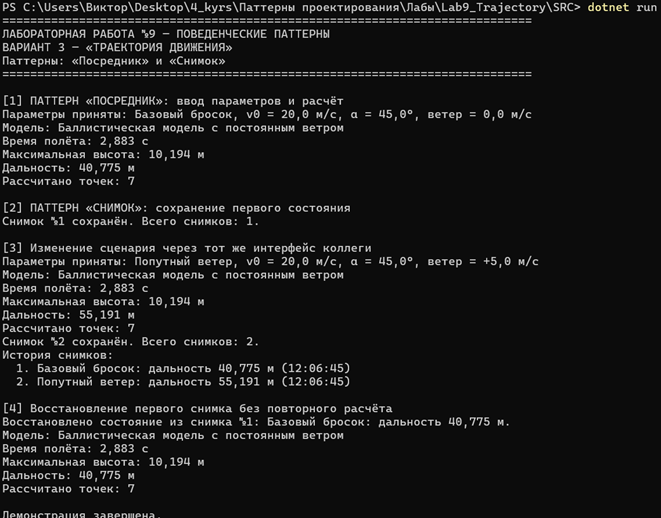 PS C:\Users\Виктор\Desktop\4_kyrs\Паттерны проектирования\Лабы\Lab9_Trajectory\SRC> dotnet run
======================================================================
ЛАБОРАТОРНАЯ РАБОТА №9 — ПОВЕДЕНЧЕСКИЕ ПАТТЕРНЫ
ВАРИАНТ 3 — «ТРАЕКТОРИЯ ДВИЖЕНИЯ»
Паттерны: «Посредник» и «Снимок»
======================================================================
[1] ПАТТЕРН «ПОСРЕДНИК»: ввод параметров и расчёт
Параметры приняты: Базовый бросок, v0 = 20,0 м/с, α = 45,0°, ветер = 0,0 м/с
Модель: Баллистическая модель с постоянным ветром
Время полёта: 2,883 с
Максимальная высота: 10,194 м
Дальность: 40,775 м
Рассчитано точек: 7
[2] ПАТТЕРН «СНИМОК»: сохранение первого состояния
Снимок №1 сохранён. Всего снимков: 1.
[3] Изменение сценария через тот же интерфейс коллеги
Параметры приняты: Попутный ветер, v0 = 20,0 м/с, α = 45,0°, ветер = +5,0 м/с
Модель: Баллистическая модель с постоянным ветром
Время полёта: 2,883 с
Максимальная высота: 10,194 м
Дальность: 55,191 м
Рассчитано точек: 7
Снимок №2 сохранён. Всего снимков: 2.
История снимков:
  1. Базовый бросок: дальность 40,775 м (12:06:45)
  2. Попутный ветер: дальность 55,191 м (12:06:45)
[4] Восстановление первого снимка без повторного расчёта
Восстановлено состояние из снимка №1: Базовый бросок: дальность 40,775 м.
Модель: Баллистическая модель с постоянным ветром
Время полёта: 2,883 с
Максимальная высота: 10,194 м
Дальность: 40,775 м
Рассчитано точек: 7
Демонстрация завершена.